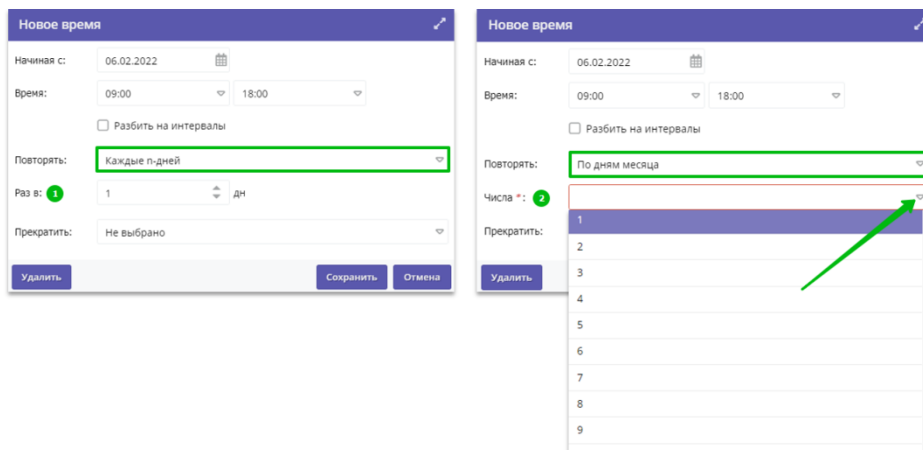 Новое время
Начиная с: 06.02.2022
Время: 09:00 18:00
Разбить на интервалы
Повторять: Каждые n-дней
Раз в: 1 1 дн
Прекратить: Не выбрано
Удалить Сохранить Отмена
Новое время
Начиная с: 06.02.2022
Время: 09:00 18:00
Разбить на интервалы
Повторять: По дням месяца
Числа *: 2
Прекратить:
Удалить
1
2
3
4
5
6
7
8
9